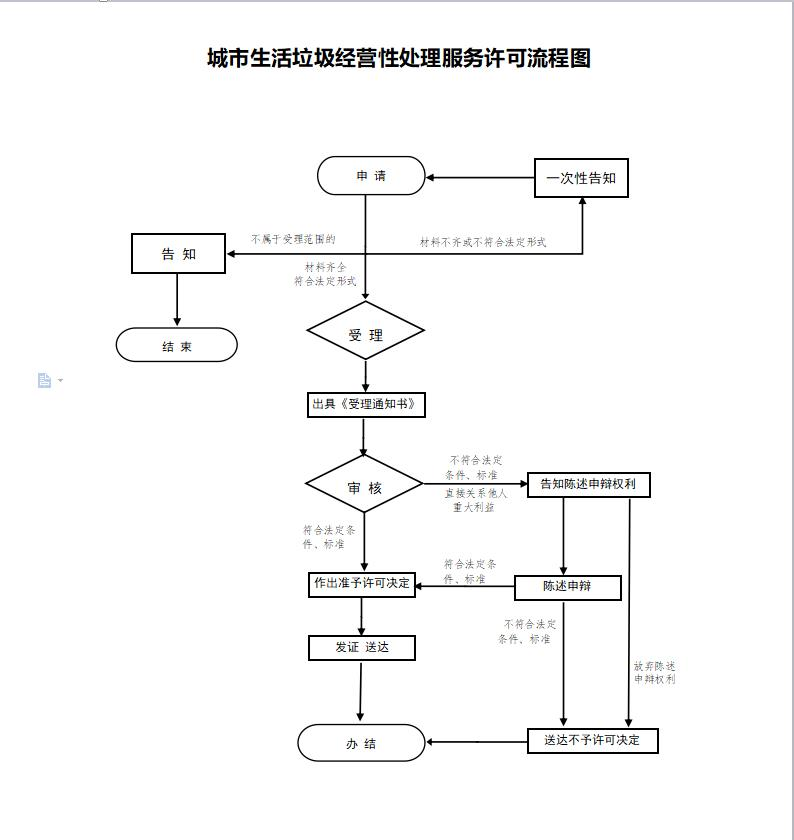 城市生活垃圾经营性处理服务许可流程图
申 请
一次性告知
不属于受理范围的
材料不齐或不符合法定形式
告 知
材料齐全
符合法定形式
受 理
结 束
出具《受理通知书》
不符合法定
条件、标准
审 核
告知陈述申辩权利
直接关系他人
重大利益
符合法定条
件、标准
符合法定条
件、标准
作出准予许可决定
陈述申辩
不符合法定
条件、标准
发证 送达
放弃陈述
申辩权利
办 结
送达不予许可决定